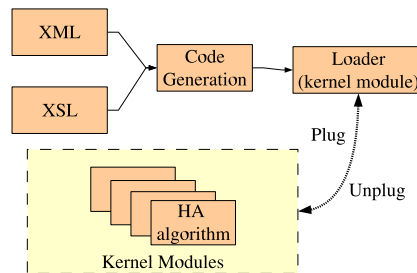 XML
Code
Generation
Loader
(kernel module)
XSL
Plug
Unplug
HA
algorithm
Kernel Modules